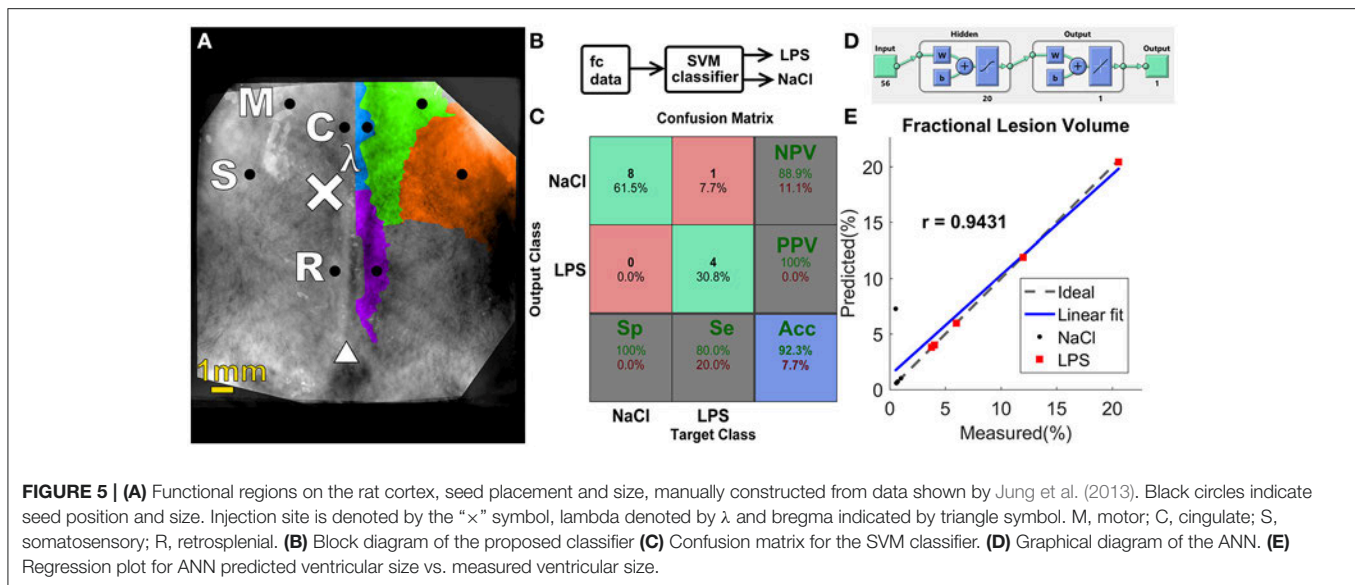 A
M
C
λ
S
R
1mm
B
fc
data
SVM
classifier
LPS
NaCl
C
Confusion Matrix
Output Class
NaCl
8
61.5%
1
7.7%
NPV
88.9%
11.1%
LPS
0
0.0%
4
30.8%
PPV
100%
0.0%
Sp
100%
0.0%
Se
80.0%
20.0%
Acc
92.3%
7.7%
NaCl
LPS
Target Class
D
Input
56
Hidden
W
b
+
20
Output
W
b
+
1
Output
1
E
Fractional Lesion Volume
Predicted(%)
20
15
10
5
0
r = 0.9431
Ideal
Linear fit
NaCl
LPS
0 5 10 15 20
Measured(%)
FIGURE 5 | (A) Functional regions on the rat cortex, seed placement and size, manually constructed from data shown by Jung et al. (2013). Black circles indicate
seed position and size. Injection site is denoted by the “×” symbol, lambda denoted by λ and bregma indicated by triangle symbol. M, motor; C, cingulate; S,
somatosensory; R, retrosplenial. (B) Block diagram of the proposed classifier (C) Confusion matrix for the SVM classifier. (D) Graphical diagram of the ANN. (E)
Regression plot for ANN predicted ventricular size vs. measured ventricular size.